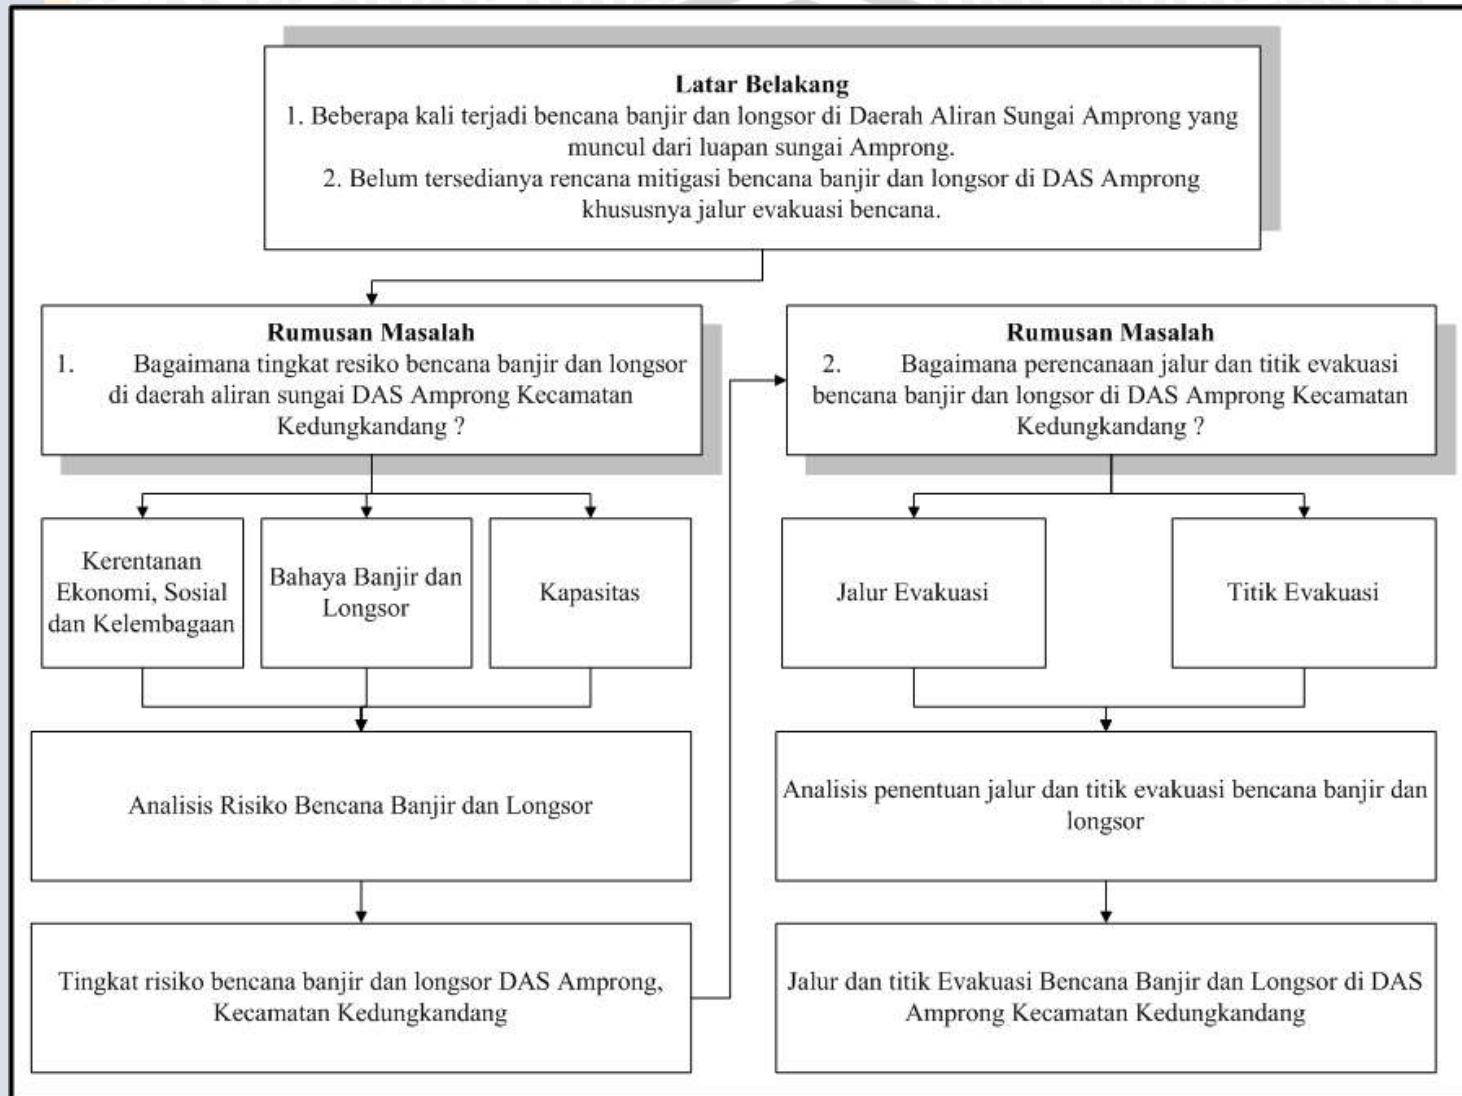 Latar Belakang
1. Beberapa kali terjadi bencana banjir dan longsor di Daerah Aliran Sungai Amprong yang
muncul dari luapan sungai Amprong.
2. Belum tersedianya rencana mitigasi bencana banjir dan longsor di DAS Amprong
khususnya jalur evakuasi bencana.
Rumusan Masalah
1. Bagaimana tingkat resiko bencana banjir dan longsor
di daerah aliran sungai DAS Amprong Kecamatan
Kedungkandang ?
Rumusan Masalah
2. Bagaimana perencanaan jalur dan titik evakuasi
bencana banjir dan longsor di DAS Amprong Kecamatan
Kedungkandang ?
Kerentanan
Ekonomi, Sosial
dan Kelembagaan
Bahaya Banjir dan
Longsor
Kapasitas
Jalur Evakuasi
Titik Evakuasi
Analisis Risiko Bencana Banjir dan Longsor
Analisis penentuan jalur dan titik evakuasi bencana banjir dan
longsor
Tingkat risiko bencana banjir dan longsor DAS Amprong,
Kecamatan Kedungkandang
Jalur dan titik Evakuasi Bencana Banjir dan Longsor di DAS
Amprong Kecamatan Kedungkandang